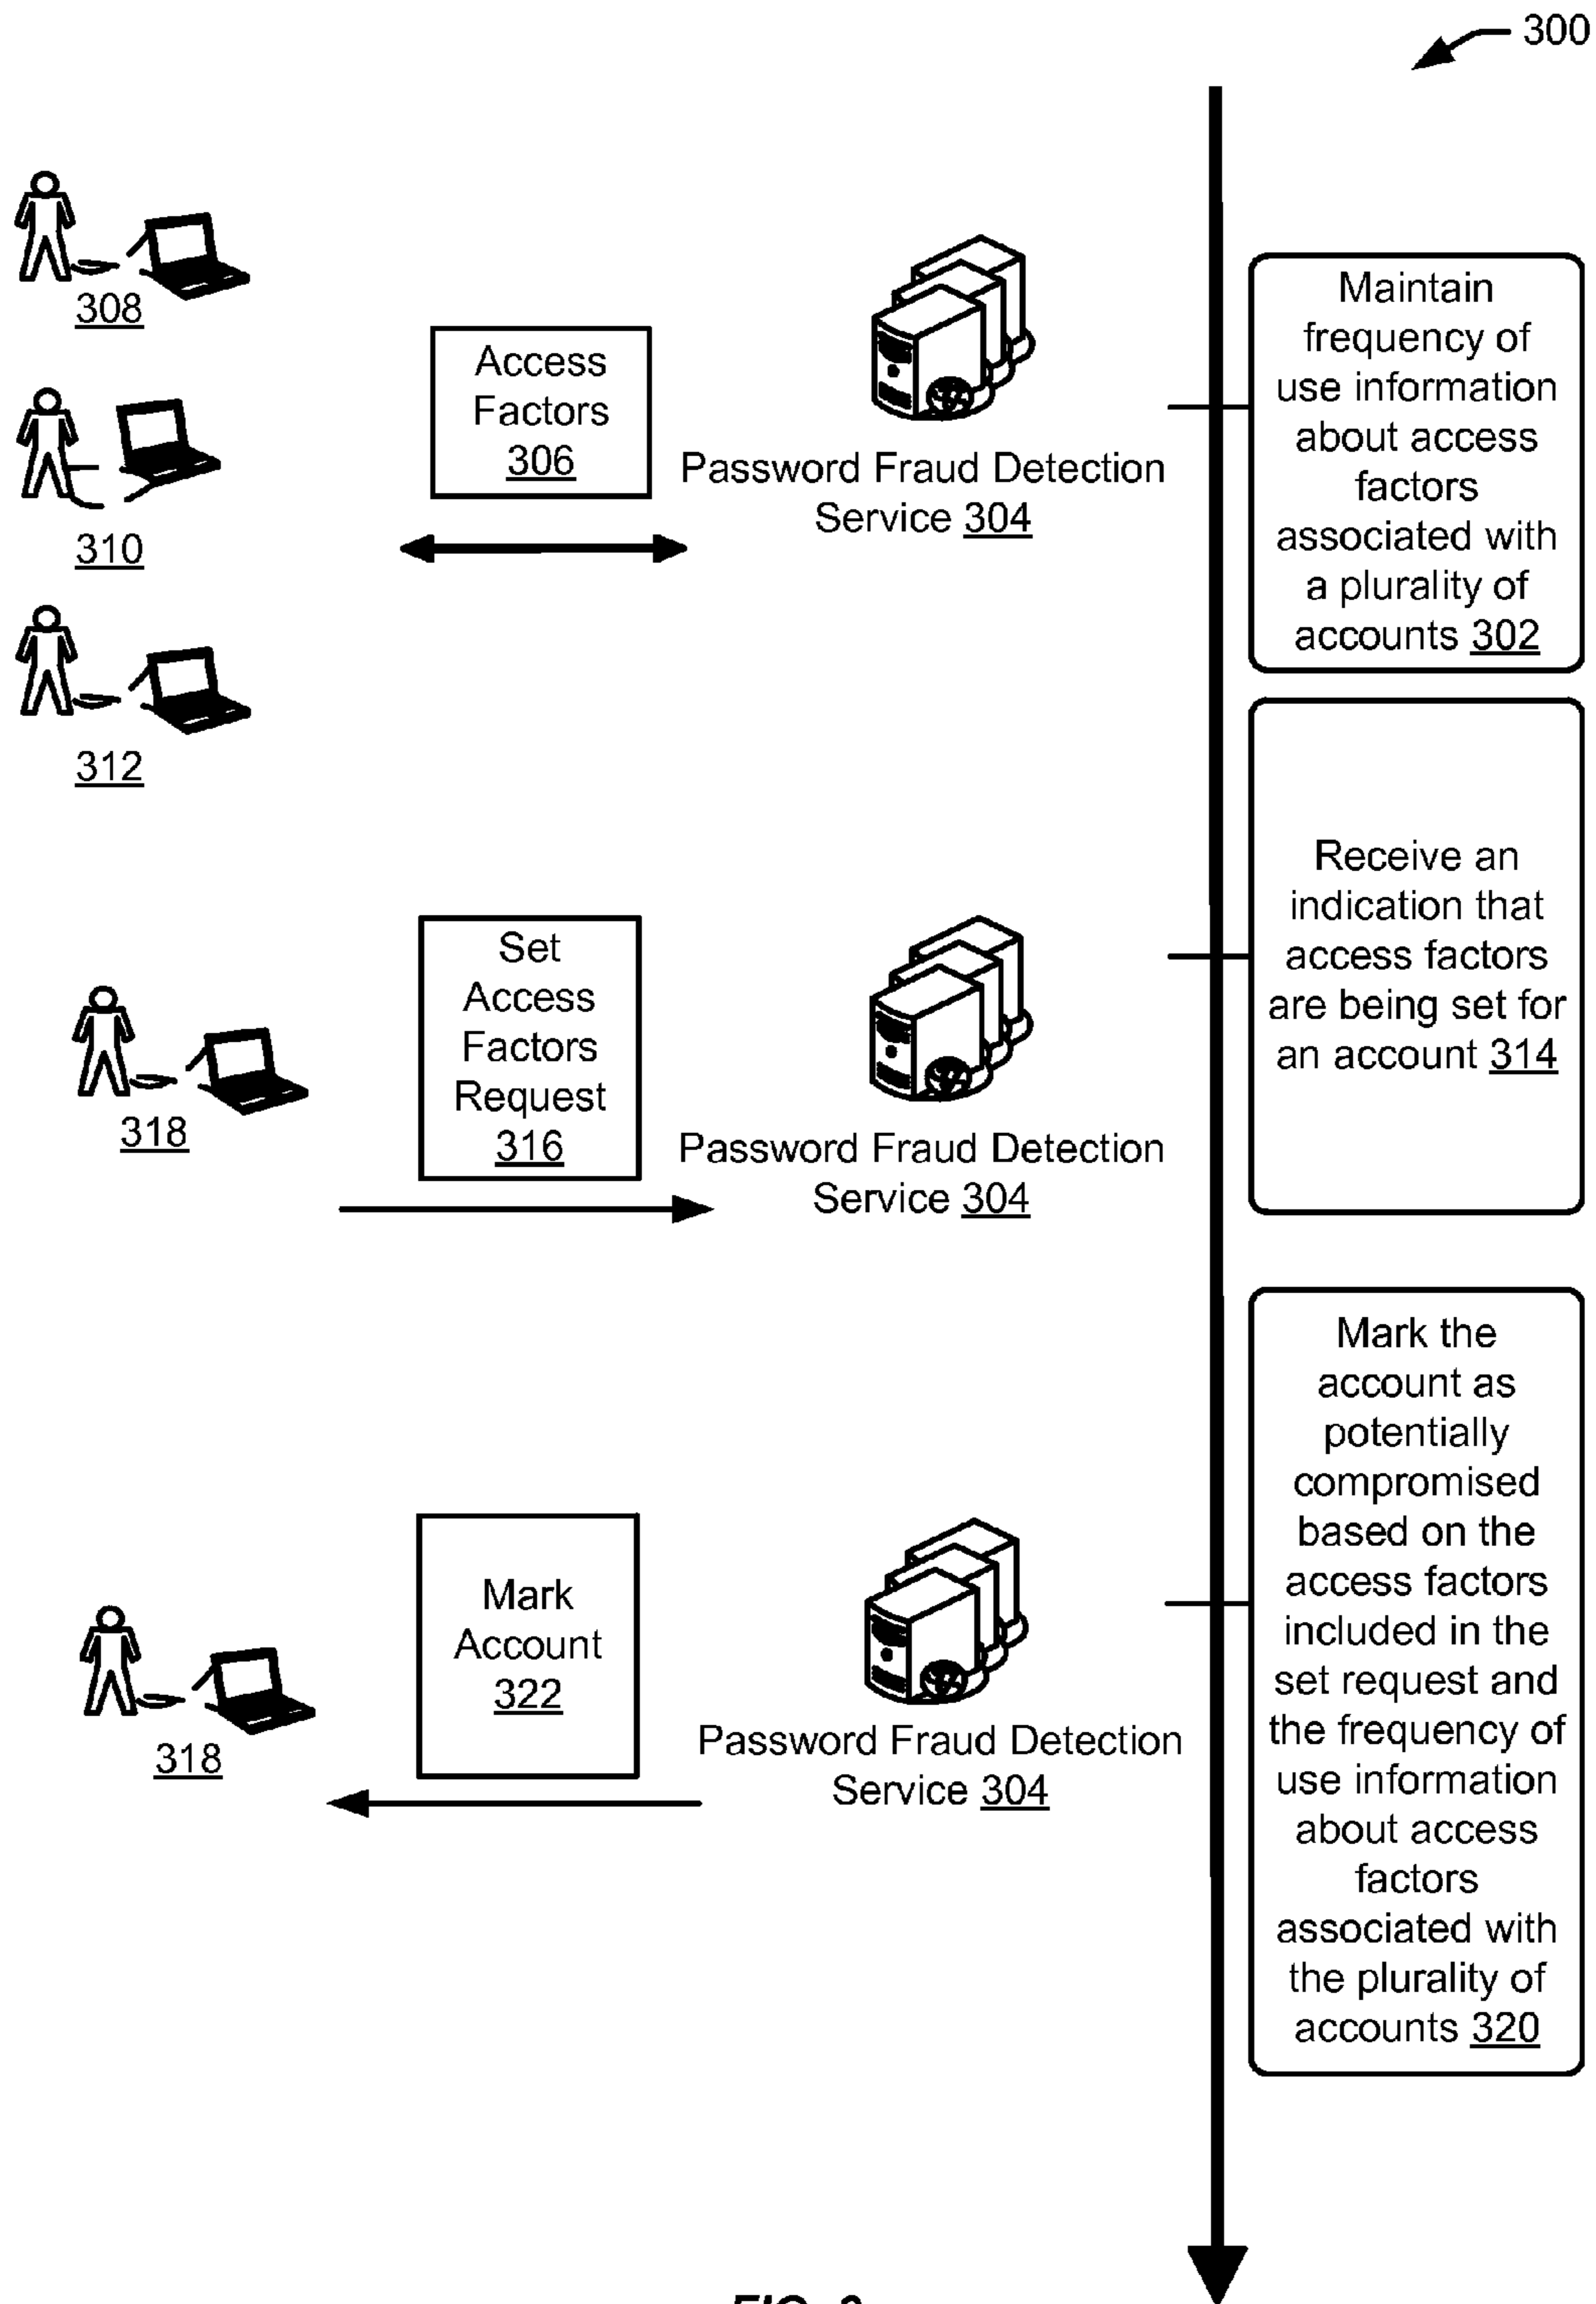 300
308
310
312
Access
Factors
306
Password Fraud Detection
Service 304
Maintain
frequency of
use information
about access
factors
associated with
a plurality of
accounts 302
318
Set
Access
Factors
Request
316
Password Fraud Detection
Service 304
Receive an
indication that
access factors
are being set for
an account 314
318
Mark
Account
322
Password Fraud Detection
Service 304
Mark the
account as
potentially
compromised
based on the
access factors
included in the
set request and
the frequency of
use information
about access
factors
associated with
the plurality of
accounts 320